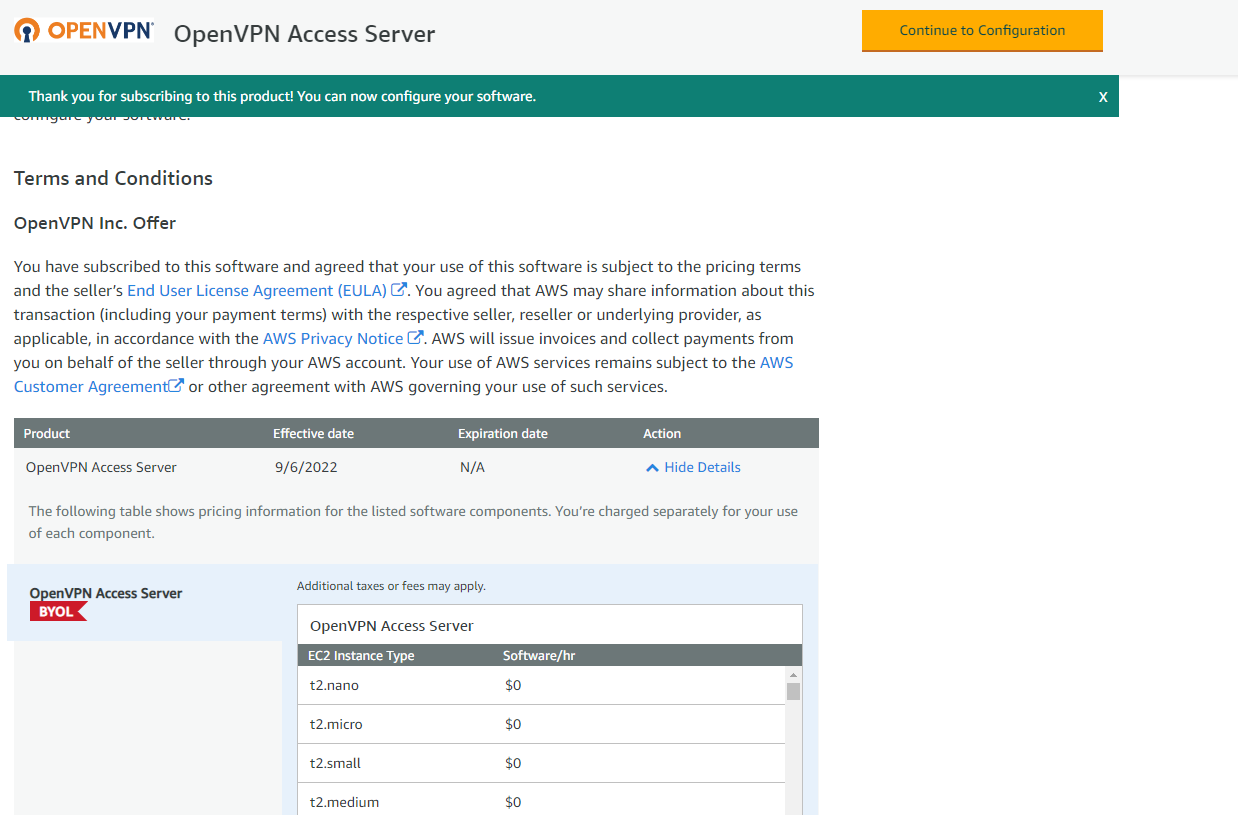 OPENVPN® OpenVPN Access Server Continue to Configuration
Thank you for subscribing to this product! You can now configure your software. X
configure your software.
Terms and Conditions
OpenVPN Inc. Offer
You have subscribed to this software and agreed that your use of this software is subject to the pricing terms
and the seller’s End User License Agreement (EULA). You agreed that AWS may share information about this
transaction (including your payment terms) with the respective seller, reseller or underlying provider, as
applicable, in accordance with the AWS Privacy Notice. AWS will issue invoices and collect payments from
you on behalf of the seller through your AWS account. Your use of AWS services remains subject to the AWS
Customer Agreement or other agreement with AWS governing your use of such services.
Product Effective date Expiration date Action
OpenVPN Access Server 9/6/2022 N/A Hide Details
The following table shows pricing information for the listed software components. You’re charged separately for your use
of each component.
OpenVPN Access Server
BYOL
Additional taxes or fees may apply.
OpenVPN Access Server
EC2 Instance Type Software/hr
t2.nano $0
t2.micro $0
t2.small $0
t2.medium $0